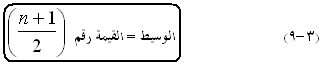 (٣-٩) الوسيط = القيمة رقم ((n+1)/2)